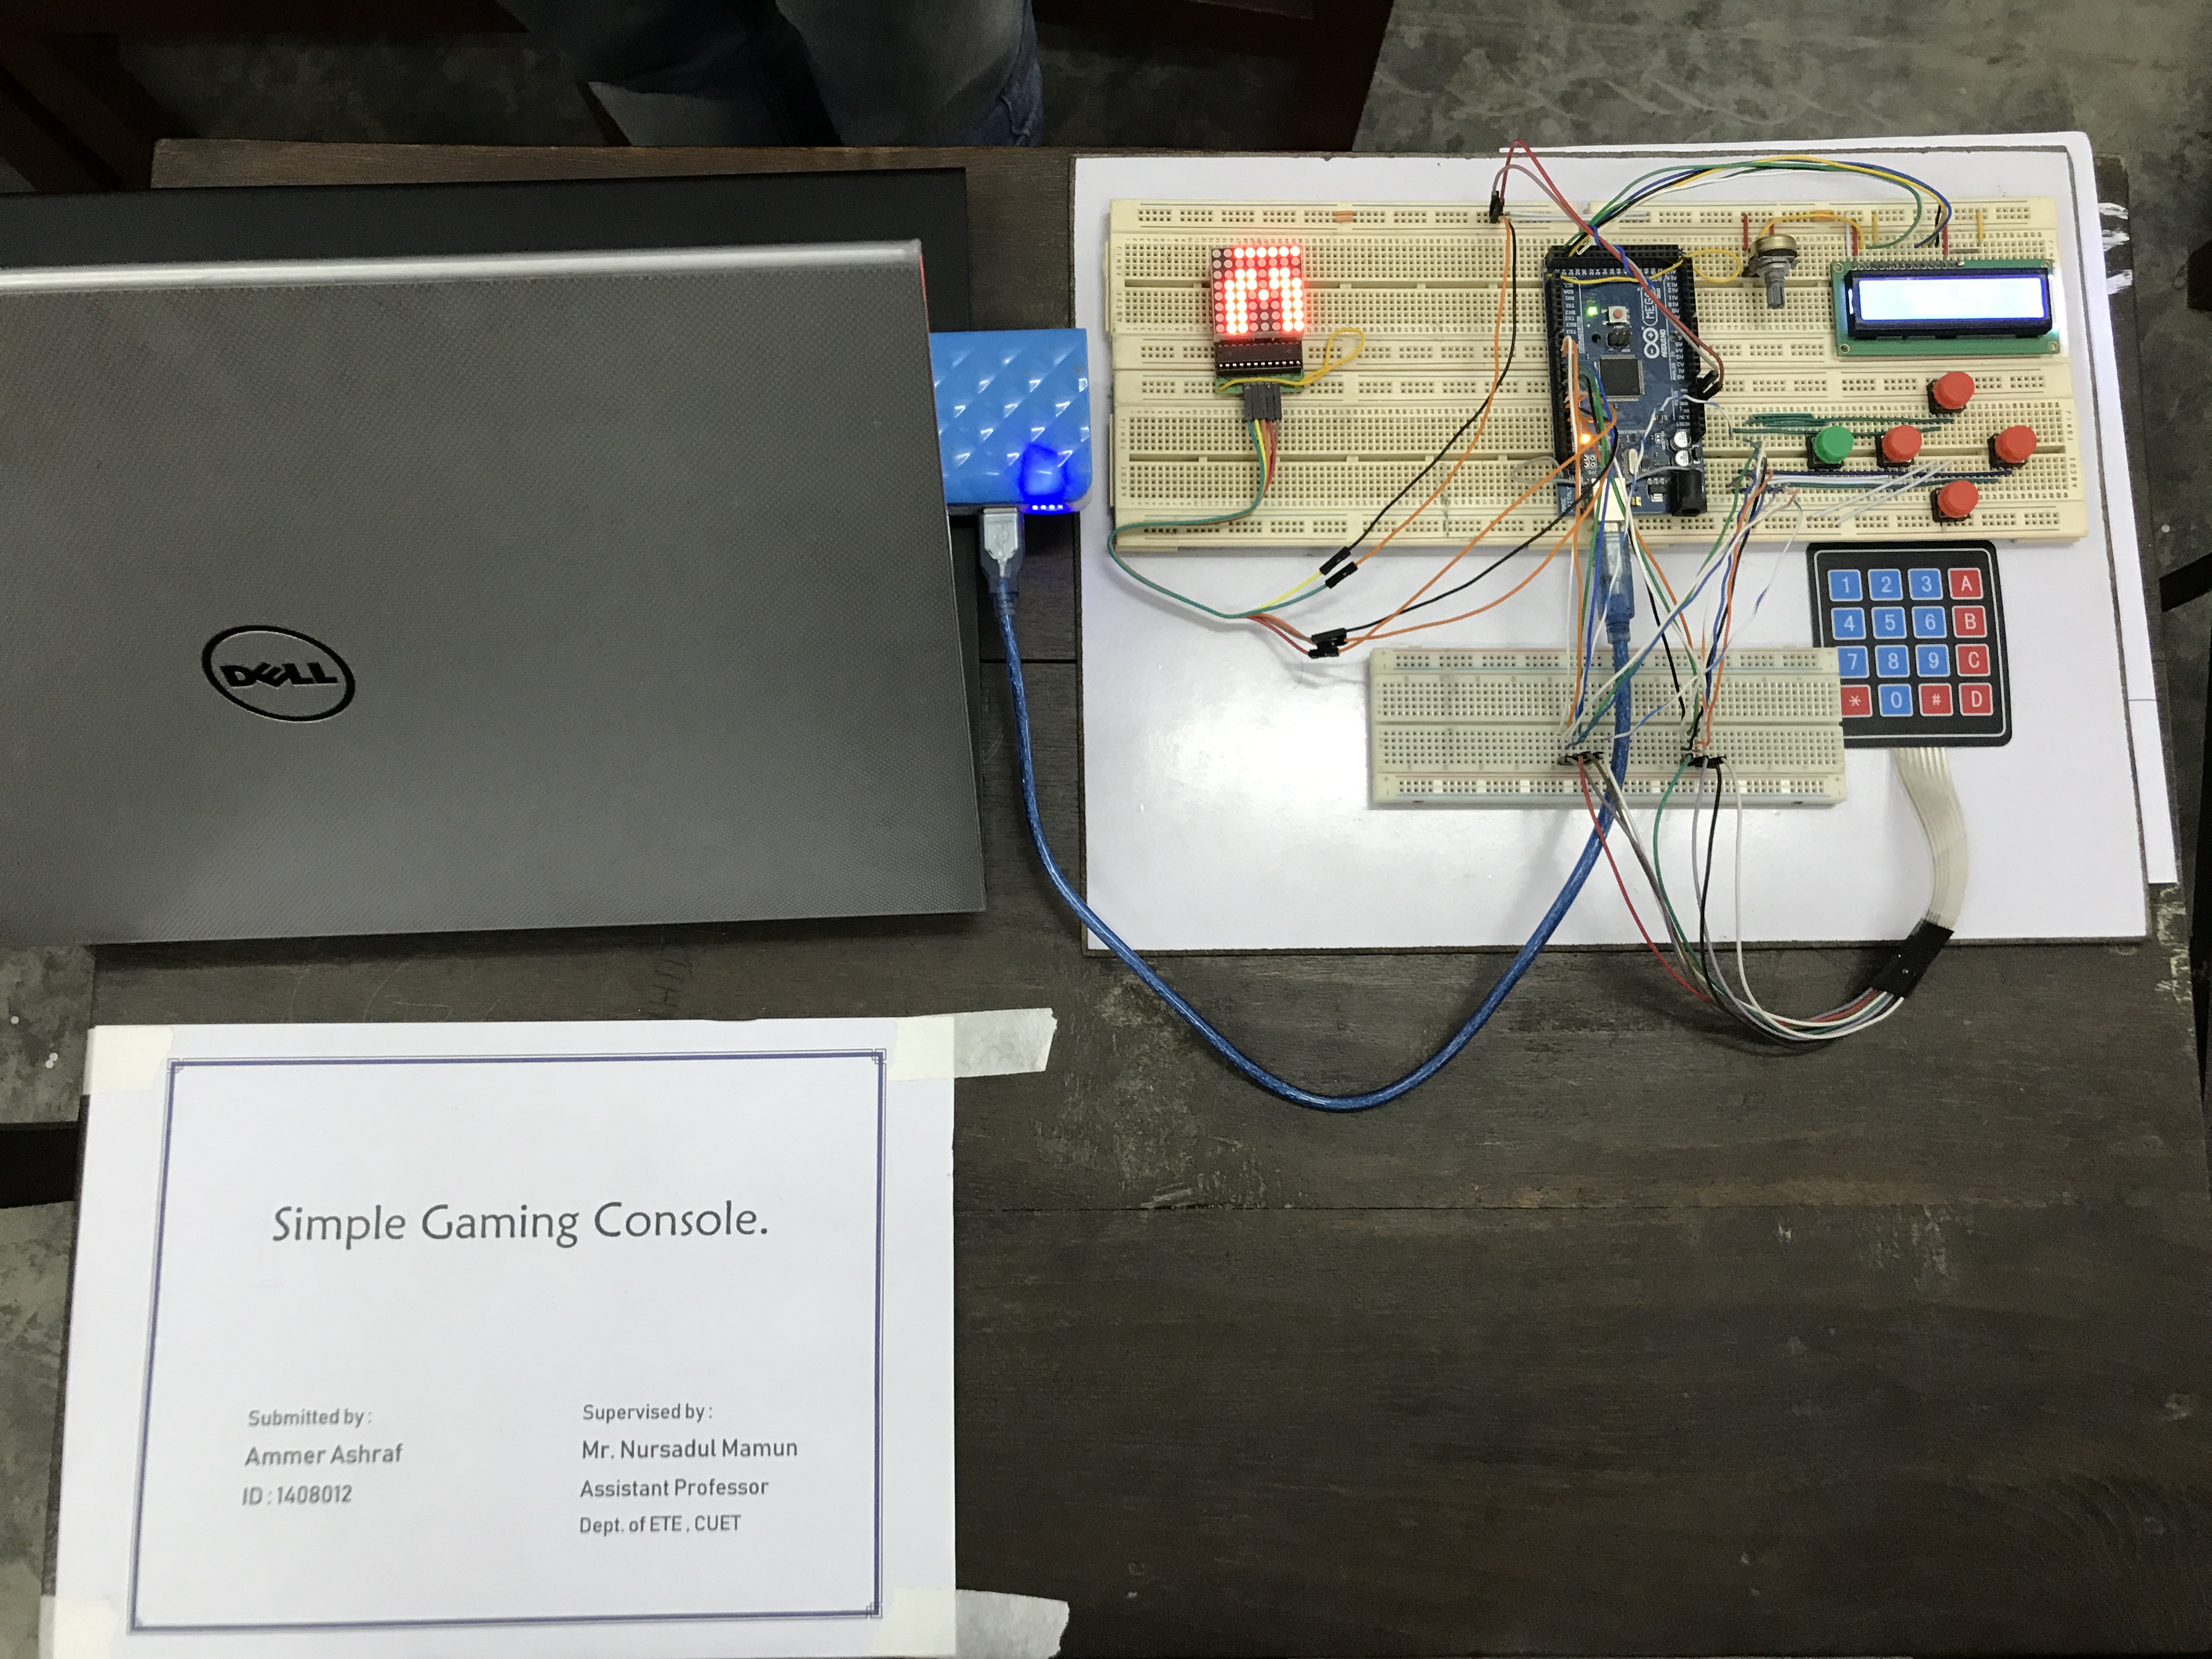 Simple Gaming Console.
Submitted by :
Ammer Ashraf
ID : 1408012
Supervised by :
Mr. Nursadul Mamun
Assistant Professor
Dept. of ETE , CUET
DELL
ARDUINO
MEGA
1 2 3 A
4 5 6 B
7 8 9 C
* 0 # D